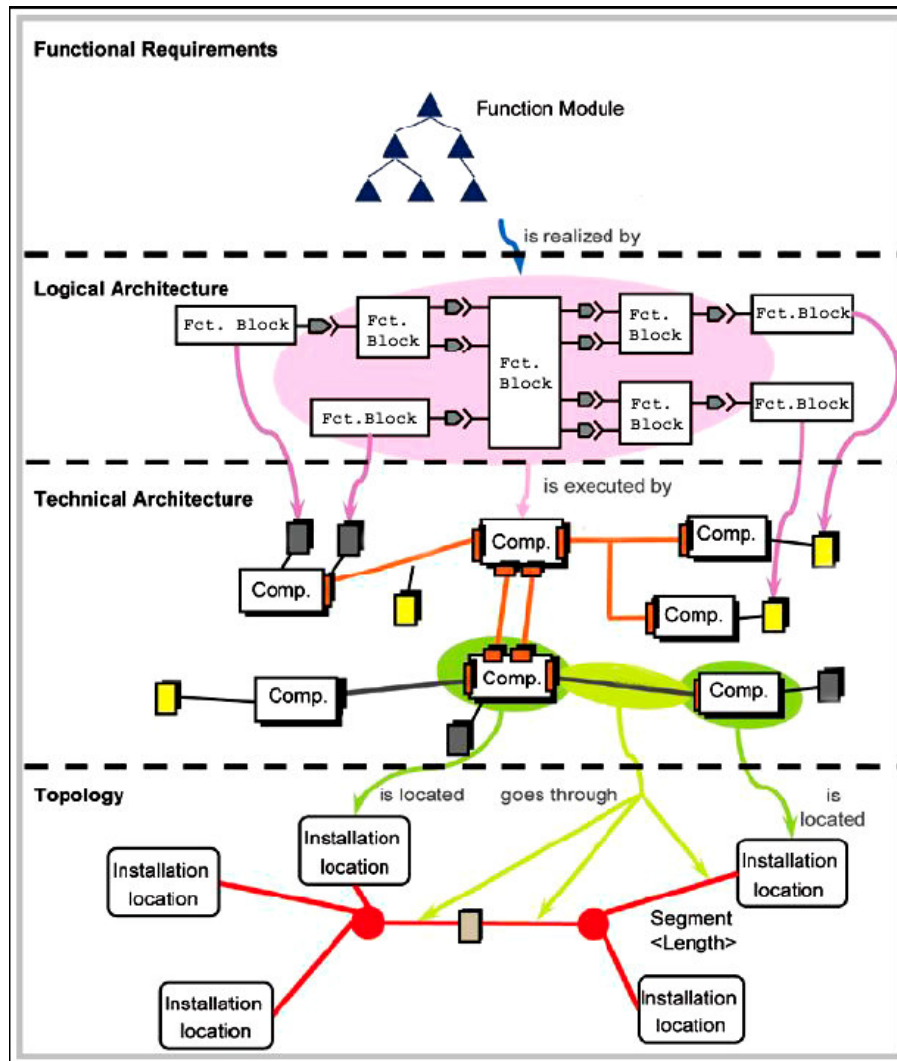 Functional Requirements
Function Module
is realized by
Logical Architecture
Fct. Block
Fct.
Block
Fct.
Block
Fct.
Block
Fct.Block
Fct.Block
Fct.
Block
Fct.Block
is executed by
Technical Architecture
Comp.
Comp.
Comp.
Comp.
Comp.
Comp.
Comp.
Topology
is located
goes through
is
located
Installation
location
Installation
location
Installation
location
Segment
<Length>
Installation
location
Installation
location